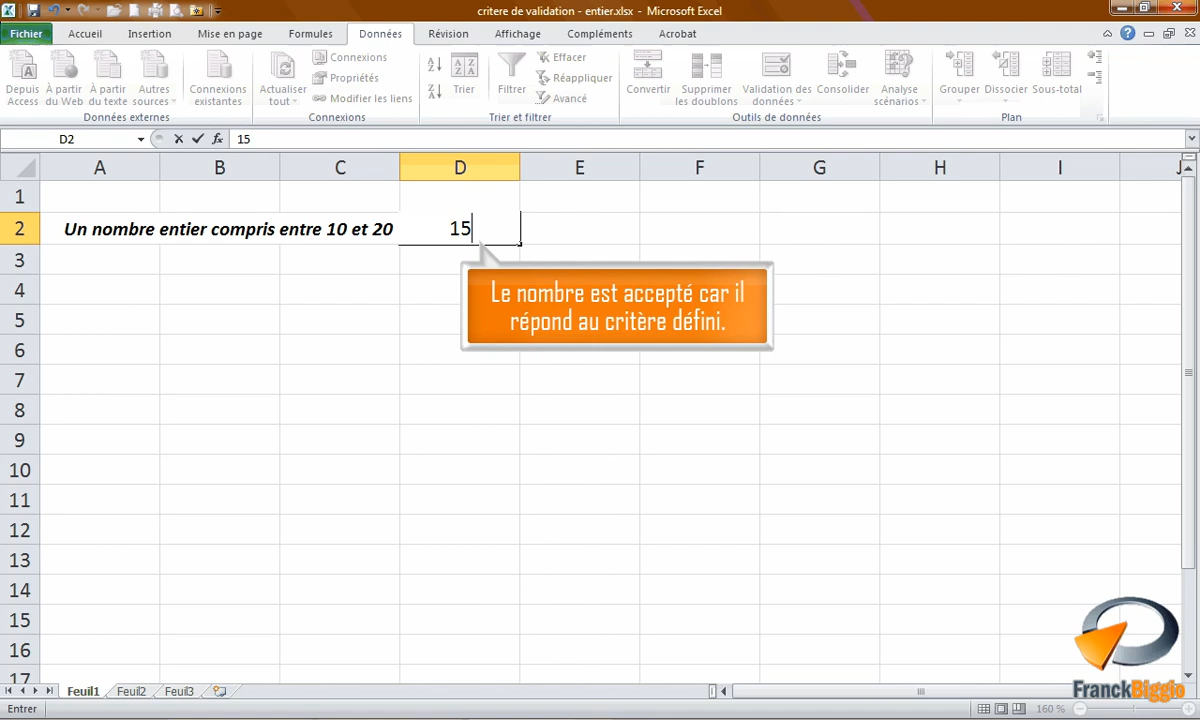 critere de validation - entier.xlsx - Microsoft Excel
Fichier Accueil Insertion Mise en page Formules Données Révision Affichage Compléments Acrobat
Depuis Access
À partir du Web
À partir du texte
Autres sources
Connexions existantes
Données externes
Actualiser tout
Connexions
Propriétés
Modifier les liens
Connexions
Trier
Filtrer
Effacer
Réappliquer
Avancé
Trier et filtrer
Convertir
Supprimer les doublons
Validation des données
Consolider
Analyse scénarios
Outils de données
Grouper
Dissocier
Sous-total
Plan
D2 fx 15
A B C D E F G H I J
1
2 Un nombre entier compris entre 10 et 20 15
3
Le nombre est accepté car il
répond au critère défini.
4
5
6
7
8
9
10
11
12
13
14
15
16
17
FranckBiggio
Feuil1 Feuil2 Feuil3
Entrer 160 %